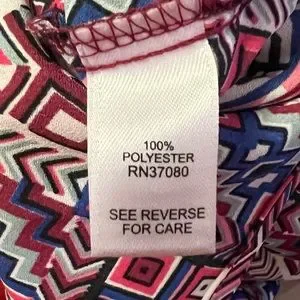 100%
POLYESTER
RN37080
SEE REVERSE
FOR CARE